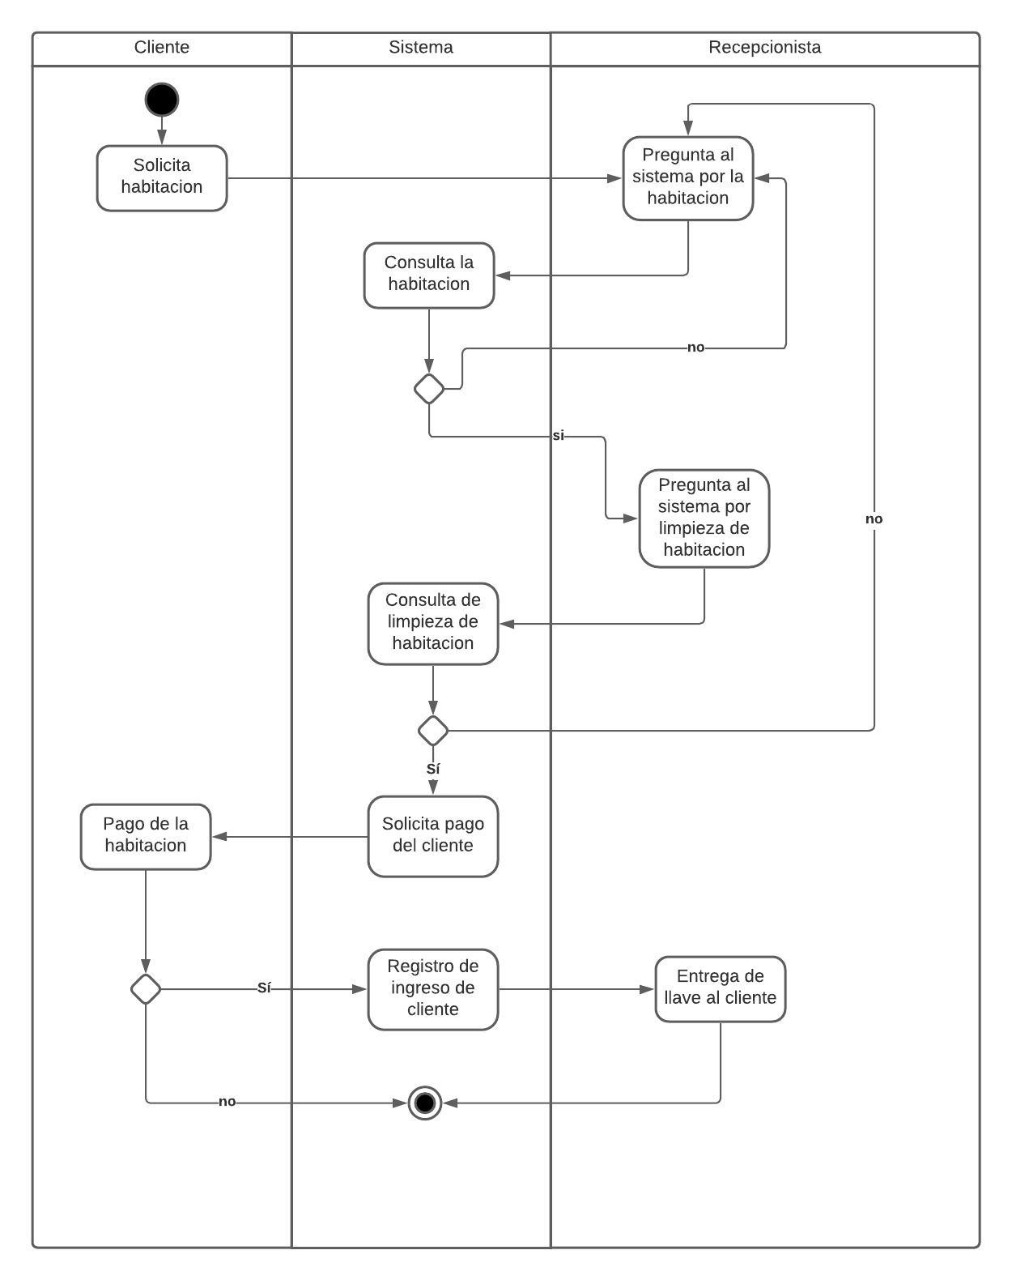 Cliente
Sistema
Recepcionista
Solicita
habitacion
Pregunta al
sistema por la
habitacion
Consulta la
habitacion
no
si
Pregunta al
sistema por
limpieza de
habitacion
no
Consulta de
limpieza de
habitacion
Sí
Solicita pago
del cliente
Pago de la
habitacion
Sí
Registro de
ingreso de
cliente
Entrega de
llave al cliente
no